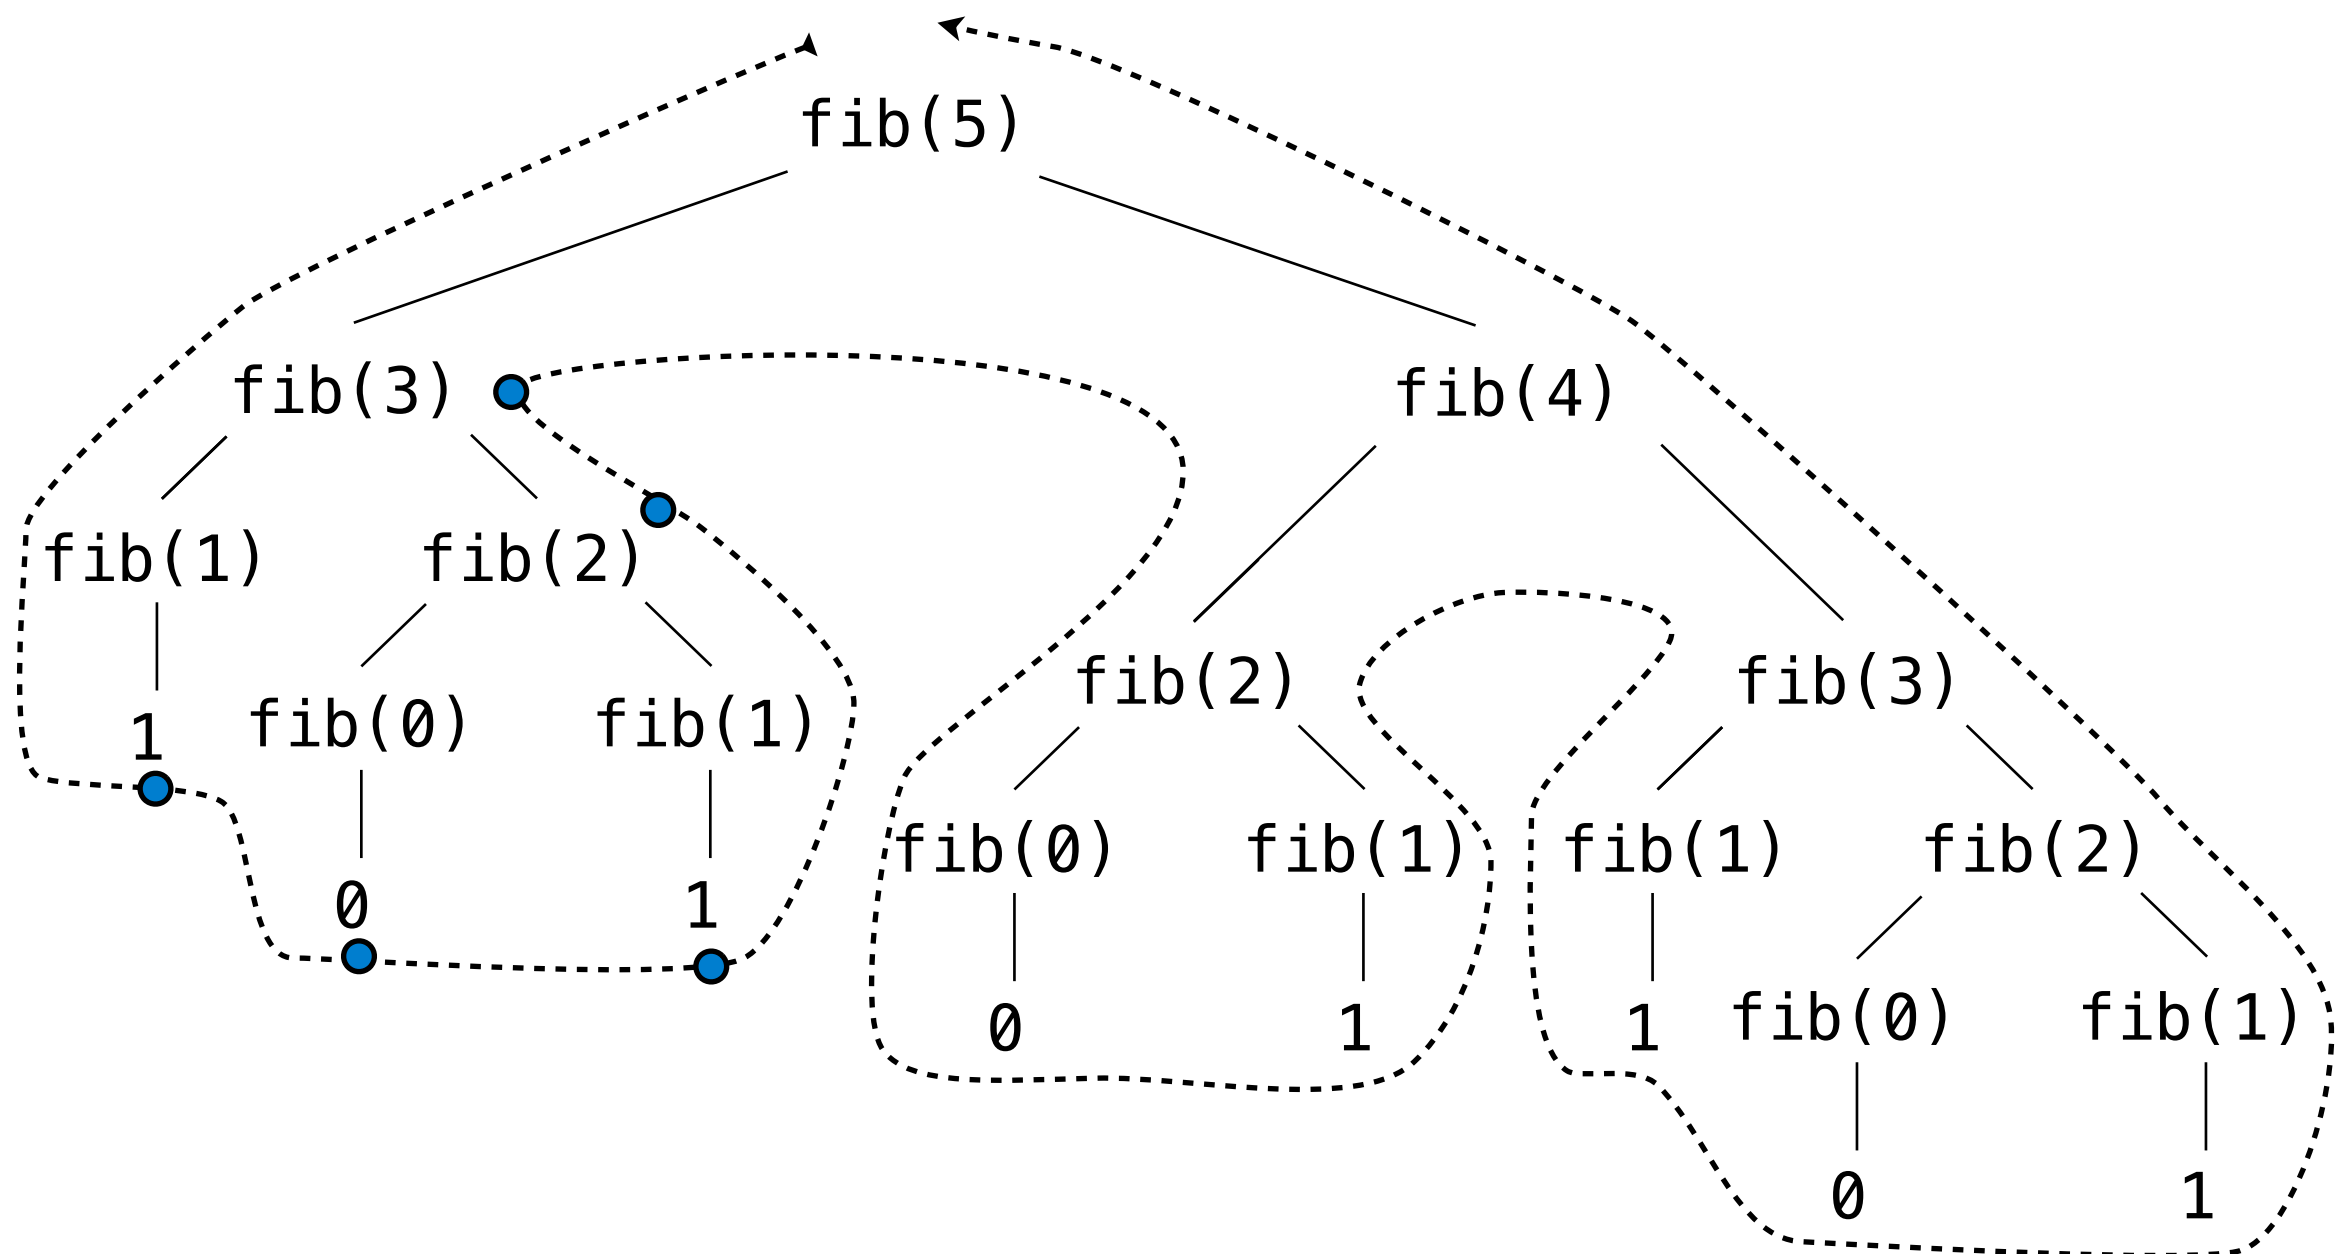 fib(5)
fib(3) fib(4)
fib(1) fib(2)
fib(2) fib(3)
1 fib(0) fib(1)
fib(0) fib(1) fib(1) fib(2)
0 1
0 1 1 fib(0) fib(1)
0 1